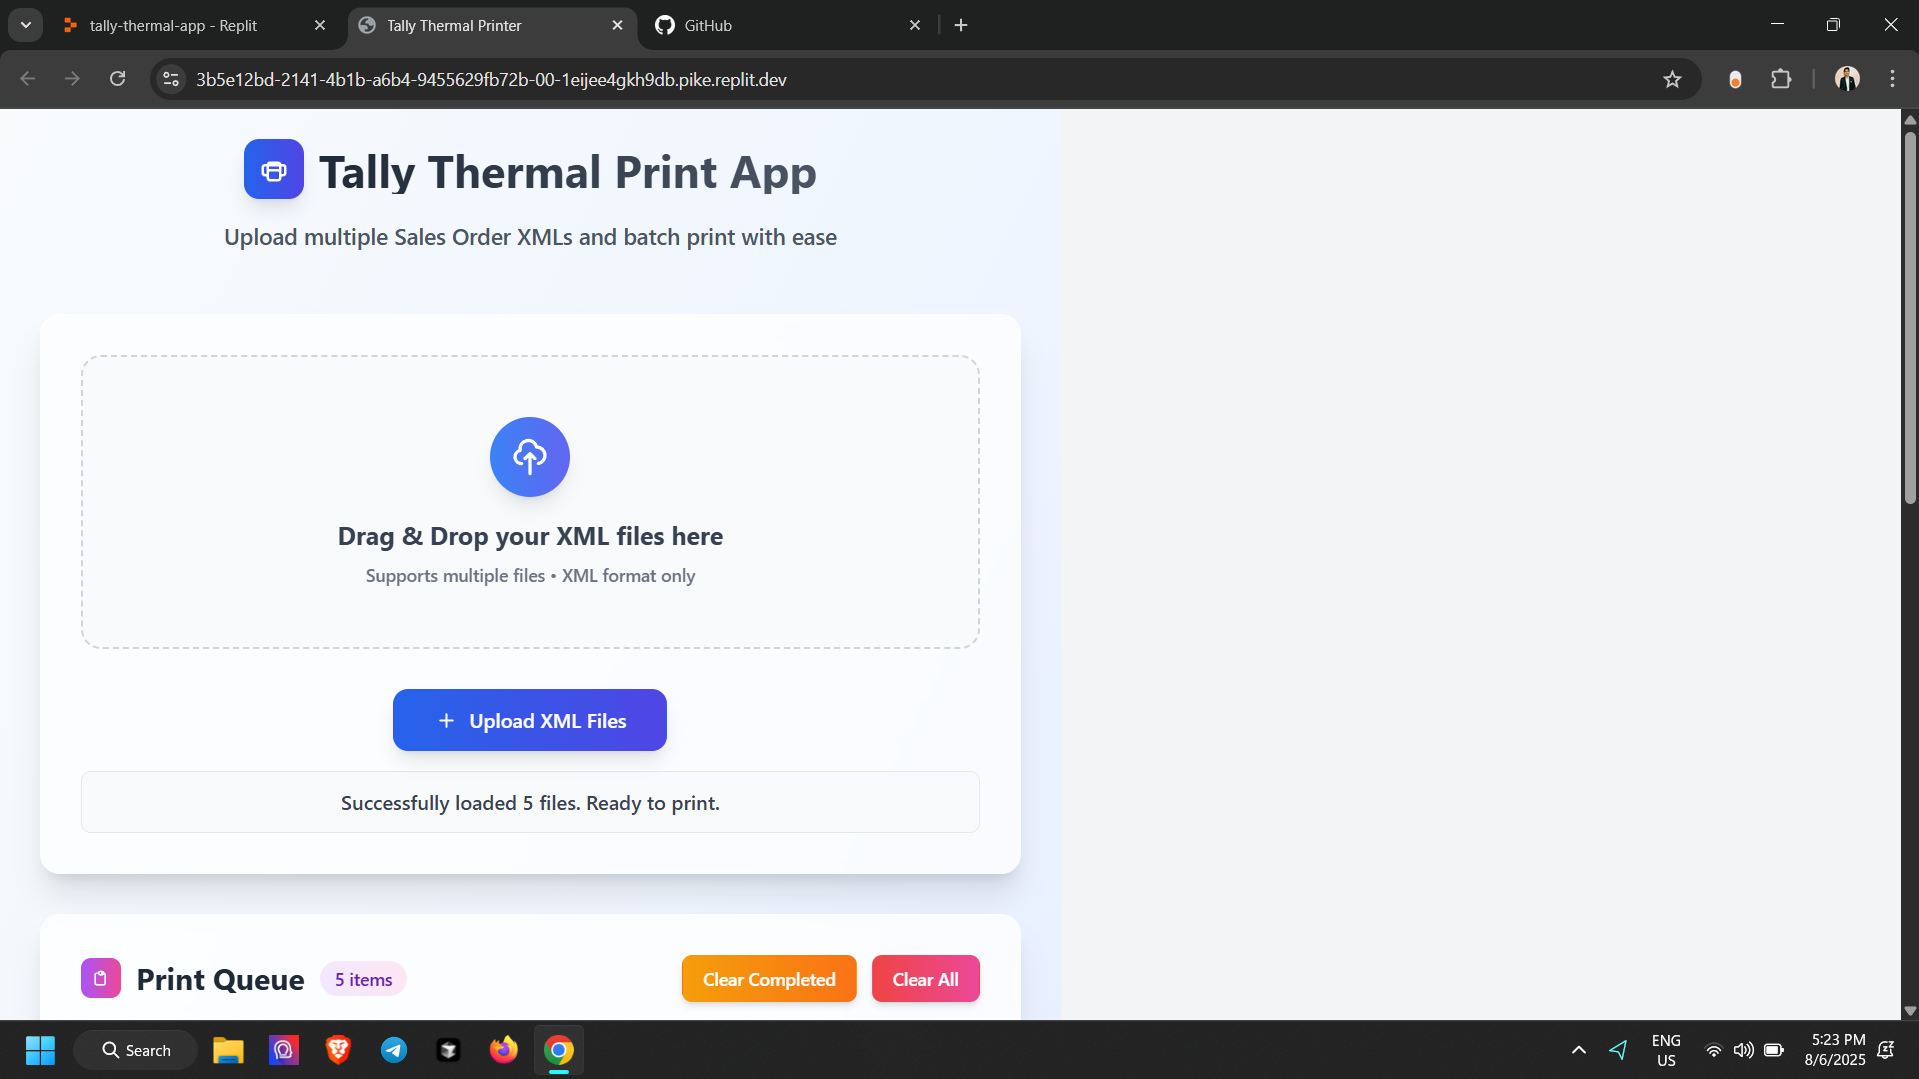 tally-thermal-app - Replit
Tally Thermal Printer
GitHub
3b5e12bd-2141-4b1b-a6b4-9455629fb72b-00-1eijee4gkh9db.pike.replit.dev
Tally Thermal Print App
Upload multiple Sales Order XMLs and batch print with ease
Drag & Drop your XML files here
Supports multiple files • XML format only
+ Upload XML Files
Successfully loaded 5 files. Ready to print.
Print Queue 5 items
Clear Completed
Clear All
Search
ENG
US
5:23 PM
8/6/2025